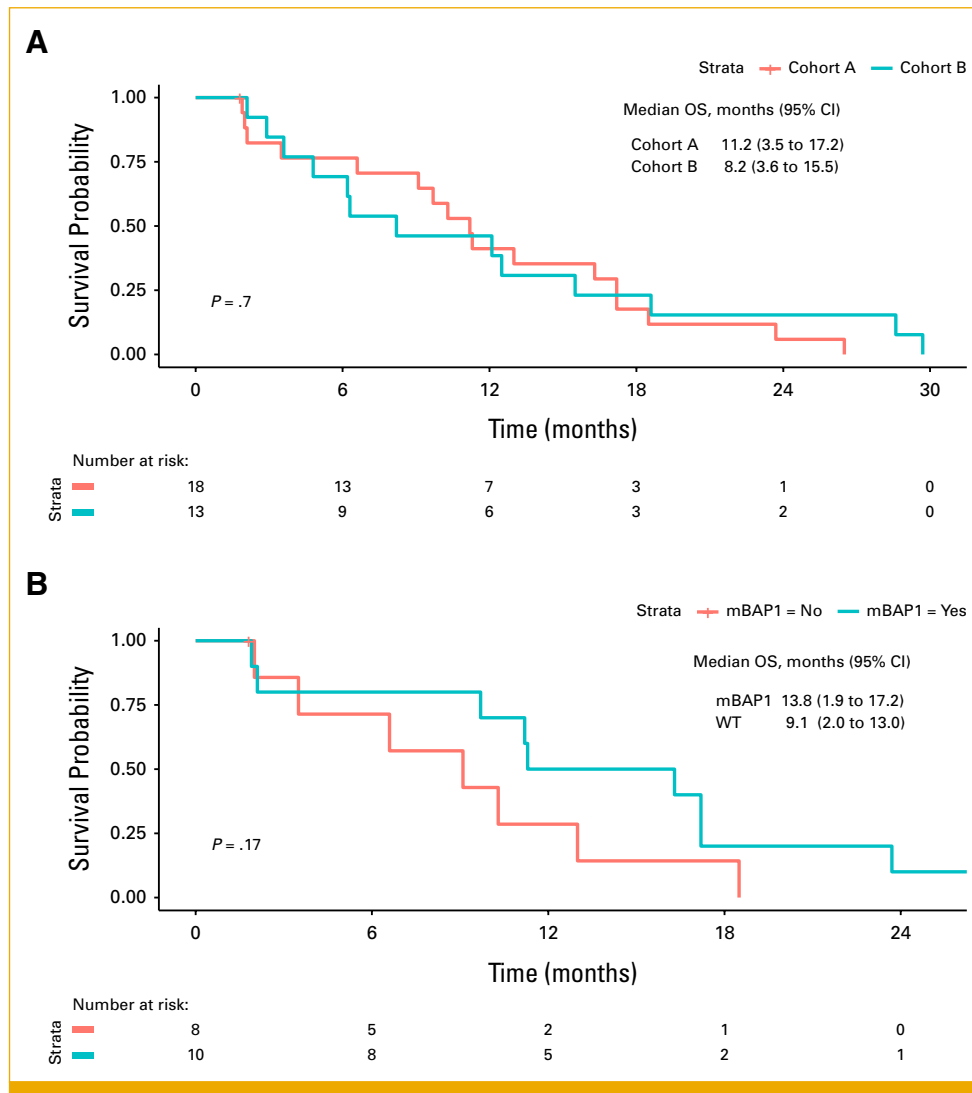 A
Strata Cohort A Cohort B
Median OS, months (95% CI)
Cohort A 11.2 (3.5 to 17.2)
Cohort B 8.2 (3.6 to 15.5)
1.00
0.75
0.50
0.25
0.00
Survival Probability
P = .7
0 6 12 18 24 30
Time (months)
Number at risk:
Strata
18 13 7 3 1 0
13 9 6 3 2 0
B
Strata mBAP1 = No mBAP1 = Yes
Median OS, months (95% CI)
mBAP1 13.8 (1.9 to 17.2)
WT 9.1 (2.0 to 13.0)
1.00
0.75
0.50
0.25
0.00
Survival Probability
P = .17
0 6 12 18 24
Time (months)
Number at risk:
Strata
8 5 2 1 0
10 8 5 2 1